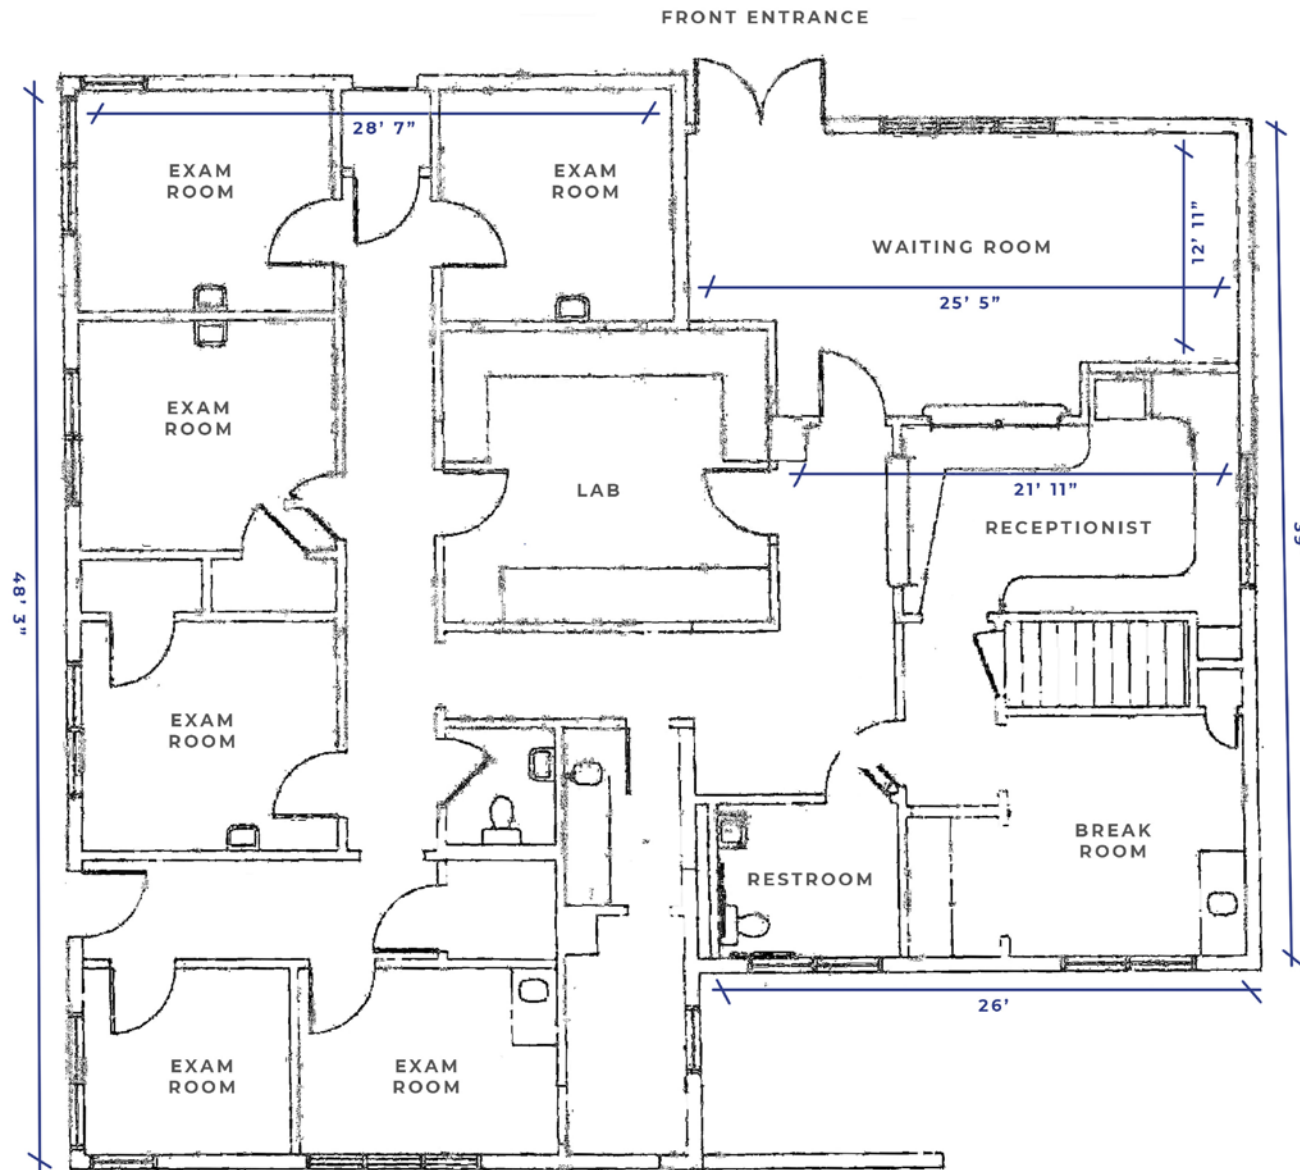 FRONT ENTRANCE
28' 7"
EXAM
ROOM
EXAM
ROOM
WAITING ROOM
12' 11"
25' 5"
EXAM
ROOM
LAB
21' 11"
RECEPTIONIST
48' 3"
EXAM
ROOM
BREAK
ROOM
RESTROOM
26'
EXAM
ROOM
EXAM
ROOM